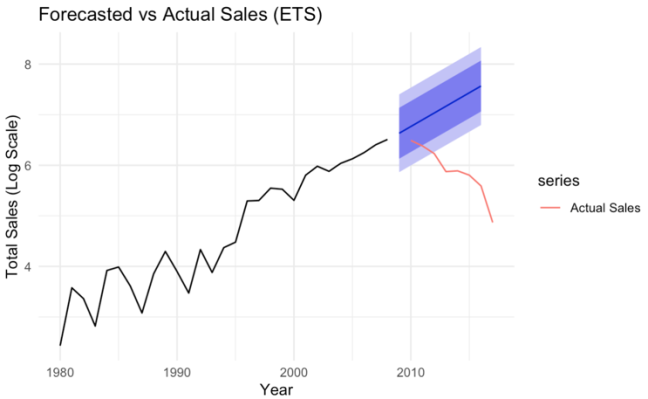 Forecasted vs Actual Sales (ETS)
Total Sales (Log Scale)
8
6
4
1980 1990 2000 2010
Year
series
Actual Sales